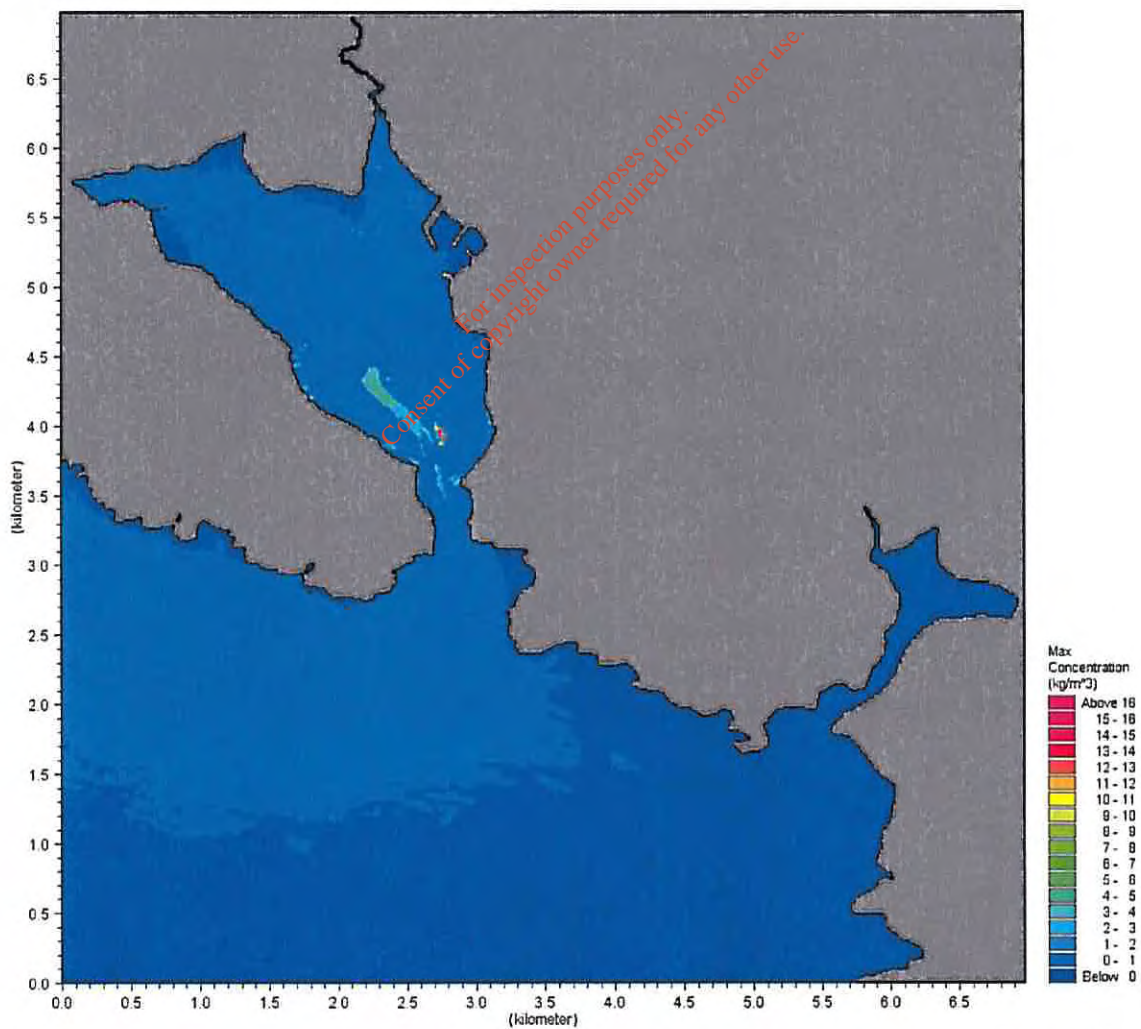 6.5
6.0
5.5
5.0
4.5
4.0
3.5
3.0
2.5
2.0
1.5
1.0
0.5
0.0
(kilometer)
0.0 0.5 1.0 1.5 2.0 2.5 3.0 3.5 4.0 4.5 5.0 5.5 6.0 6.5
(kilometer)
For inspection purposes only.
Consent of copyright owner required for any other use.
Max
Concentration
(kg/m^3)
Above 16
15 - 16
14 - 15
13 - 14
12 - 13
11 - 12
10 - 11
9 - 10
8 - 9
7 - 8
6 - 7
5 - 6
4 - 5
3 - 4
2 - 3
1 - 2
0 - 1
Below 0